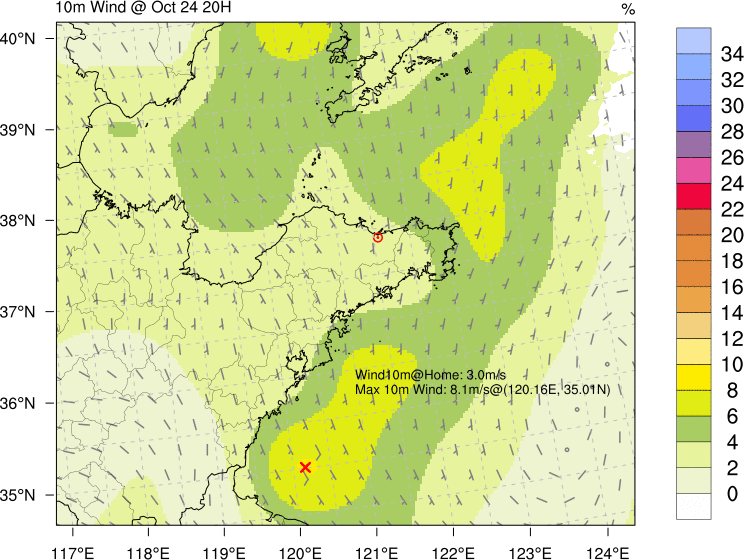 10m Wind @ Oct 24 20H
%
40°N
39°N
38°N
37°N
36°N
35°N
Wind10m@Home: 3.0m/s
Max 10m Wind: 8.1m/s@(120.16E, 35.01N)
117°E
118°E
119°E
120°E
121°E
122°E
123°E
124°E
34
32
30
28
26
24
22
20
18
16
14
12
10
8
6
4
2
0